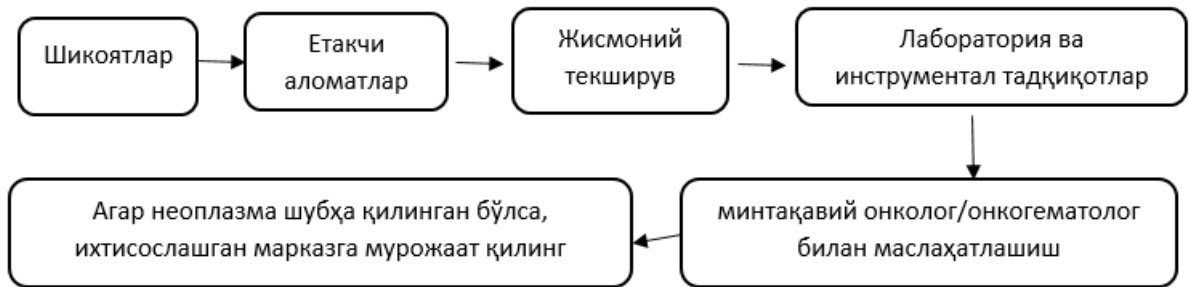 Шикоятлар
Етакчи
аломатлар
Жисмоний
текширув
Лаборатория ва
инструментал тадқиқотлар
минтақавий онколог/онкогематолог
билан маслаҳатлашиш
Агар неоплазма шубҳа қилинган бўлса,
ихтисослашган марказга мурожаат қилинг